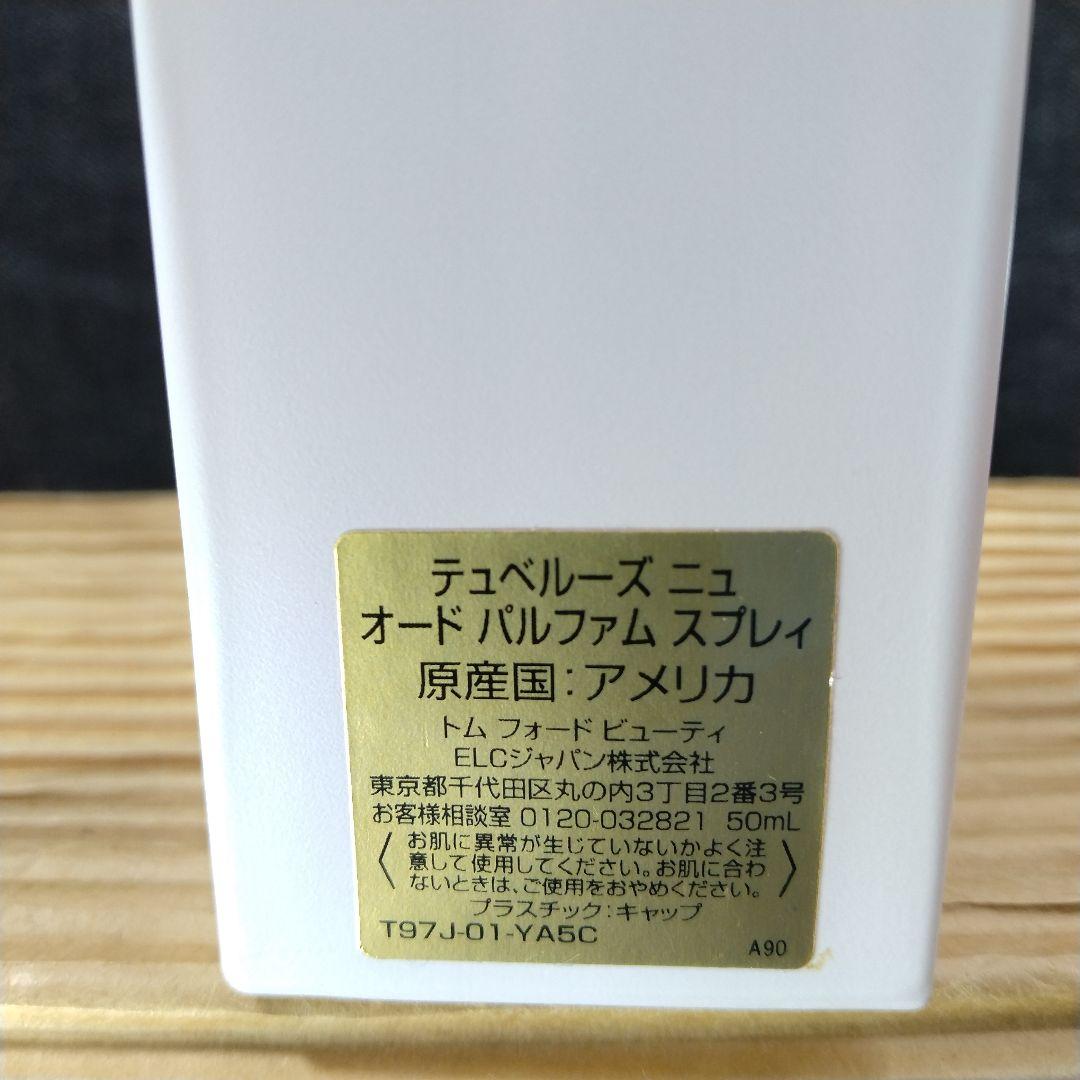 テュベルーズ ニュ
オード パルファム スプレィ
原産国：アメリカ
トム フォード ビューティ
ELCジャパン株式会社
東京都千代田区丸の内3丁目2番3号
お客様相談室 0120-032821 50mL
〈お肌に異常が生じていないかよく注
意して使用してください。お肌に合わ
ないときは、ご使用をおやめください。〉
プラスチック：キャップ
T97J-01-YA5C
A90